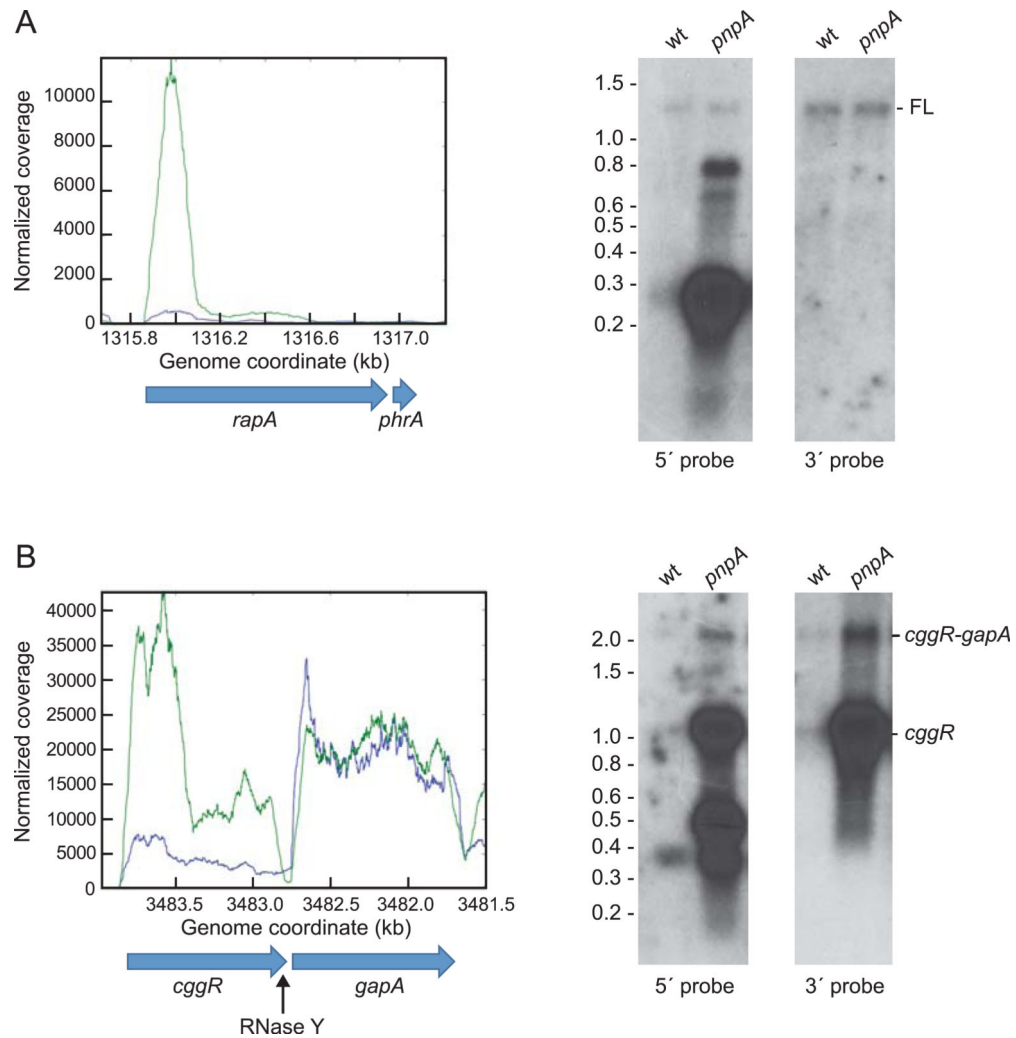 A
Normalized coverage
10000
8000
6000
4000
2000
0
1315.8 1316.2 1316.6 1317.0
Genome coordinate (kb)
rapA phrA
wt pnpA wt pnpA
1.5 -
1.0 -
0.8 -
0.6 -
0.5 -
0.4 -
0.3 -
0.2 -
- FL
5´ probe 3´ probe
B
Normalized coverage
40000
35000
30000
25000
20000
15000
10000
5000
0
3483.5 3483.0 3482.5 3482.0 3481.5
Genome coordinate (kb)
cggR gapA
RNase Y
wt pnpA wt pnpA
2.0 -
1.5 -
1.0 -
0.8 -
0.6 -
0.5 -
0.4 -
0.3 -
0.2 -
- cggR-gapA
- cggR
5´ probe 3´ probe